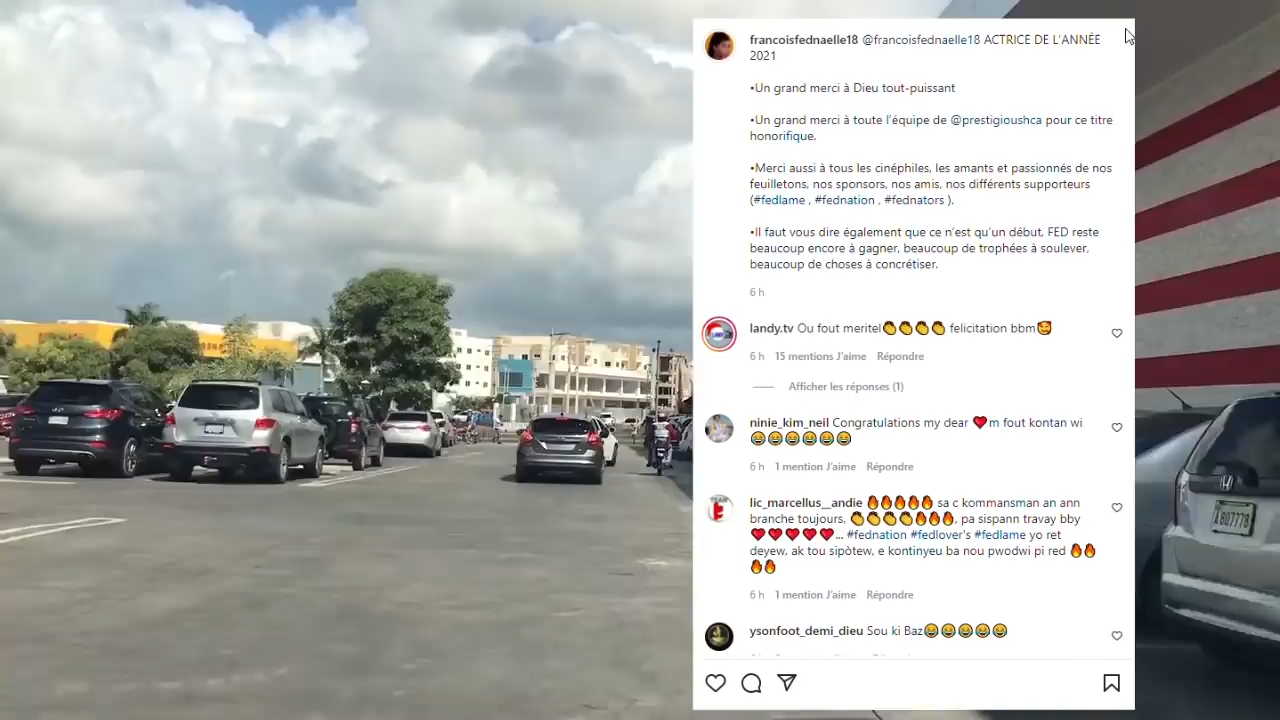 francoisfednaelle18 @francoisfednaelle18 ACTRICE DE L'ANNÉE
2021
•Un grand merci à Dieu tout-puissant
•Un grand merci à toute l'équipe de @prestigioushca pour ce titre
honorifique.
•Merci aussi à tous les cinéphiles, les amants et passionnés de nos
feuilletons, nos sponsors, nos amis, nos différents supporteurs
(#fedlame , #fednation , #fednators ).
•Il faut vous dire également que ce n'est qu'un début, FED reste
beaucoup encore à gagner, beaucoup de trophées à soulever,
beaucoup de choses à concrétiser.
6 h
landy.tv Ou fout meritel👏👏👏👏 felicitation bbm🥰
6 h 15 mentions J'aime Répondre
Afficher les réponses (1)
ninie_kim_neil Congratulations my dear ❤️m fout kontan wi
😂😂😂😂😂😂
6 h 1 mention J'aime Répondre
lic_marcellus__andie 🔥🔥🔥🔥🔥 sa c kommansman an ann
branche toujours, 👏👏👏👏🔥🔥🔥, pa sispann travay bby
❤️❤️❤️❤️❤️... #fednation #fedlover's #fedlame yo ret
deyew, ak tou sipòtew, e kontinyeu ba nou pwodwi pi red 🔥🔥
🔥🔥
6 h 1 mention J'aime Répondre
ysonfoot_demi_dieu Sou ki Baz😂😂😂😂😂
A807778